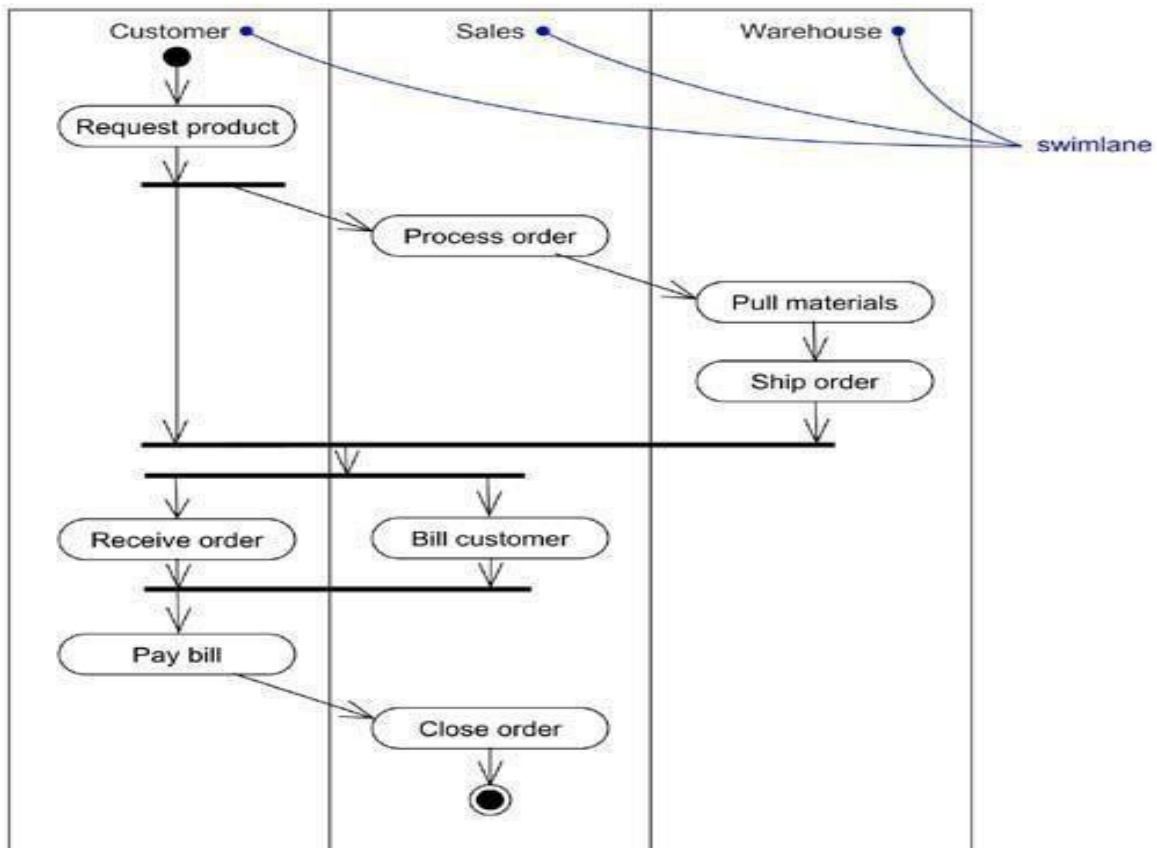 Customer Sales Warehouse
Request product
swimlane
Process order
Pull materials
Ship order
Receive order Bill customer
Pay bill
Close order